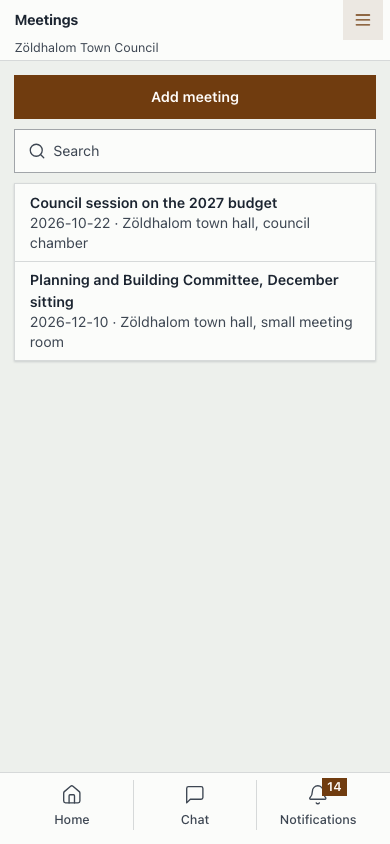 Meetings
Zöldhalom Town Council
Add meeting
Search
Council session on the 2027 budget
2026-10-22 · Zöldhalom town hall, council
chamber
Planning and Building Committee, December
sitting
2026-12-10 · Zöldhalom town hall, small meeting
room
14
Home
Chat
Notifications